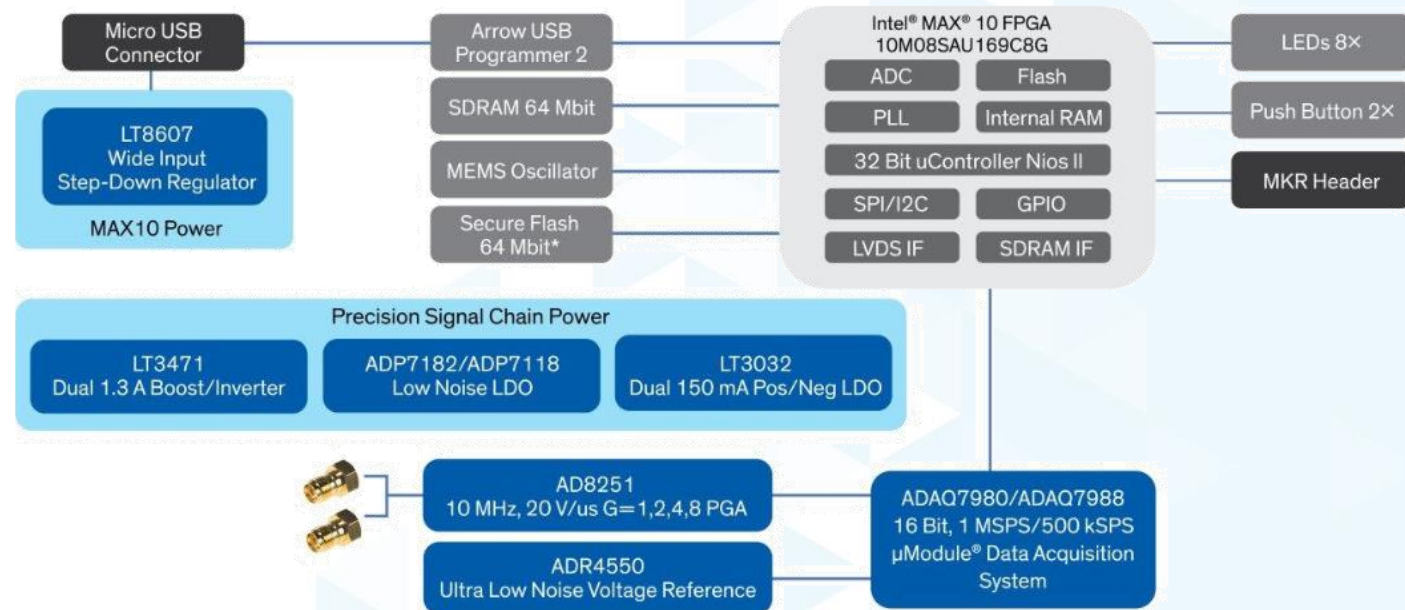 Micro USB
Connector
Arrow USB
Programmer 2
Intel® MAX® 10 FPGA
10M08SAU169C8G
LEDs 8×
ADC
Flash
SDRAM 64 Mbit
PLL
Internal RAM
Push Button 2×
LT8607
Wide Input
Step-Down Regulator
MAX10 Power
MEMS Oscillator
32 Bit uController Nios II
MKR Header
Secure Flash
64 Mbit*
SPI/I2C
GPIO
LVDS IF
SDRAM IF
Precision Signal Chain Power
LT3471
Dual 1.3 A Boost/Inverter
ADP7182/ADP7118
Low Noise LDO
LT3032
Dual 150 mA Pos/Neg LDO
AD8251
10 MHz, 20 V/us G=1,2,4,8 PGA
ADR4550
Ultra Low Noise Voltage Reference
ADAQ7980/ADAQ7988
16 Bit, 1 MSPS/500 kSPS
µModule® Data Acquisition
System